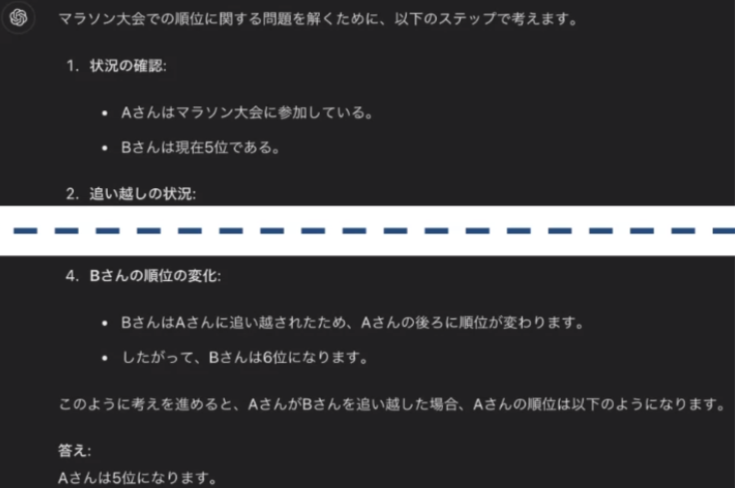 マラソン大会での順位に関する問題を解くために、以下のステップで考えます。
1. 状況の確認:
• Aさんはマラソン大会に参加している。
• Bさんは現在5位である。
2. 追い越しの状況:
4. Bさんの順位の変化:
• BさんはAさんに追い越されたため、Aさんの後ろに順位が変わります。
• したがって、Bさんは6位になります。
このように考えを進めると、AさんがBさんを追い越した場合、Aさんの順位は以下のようになります。
答え:
Aさんは5位になります。